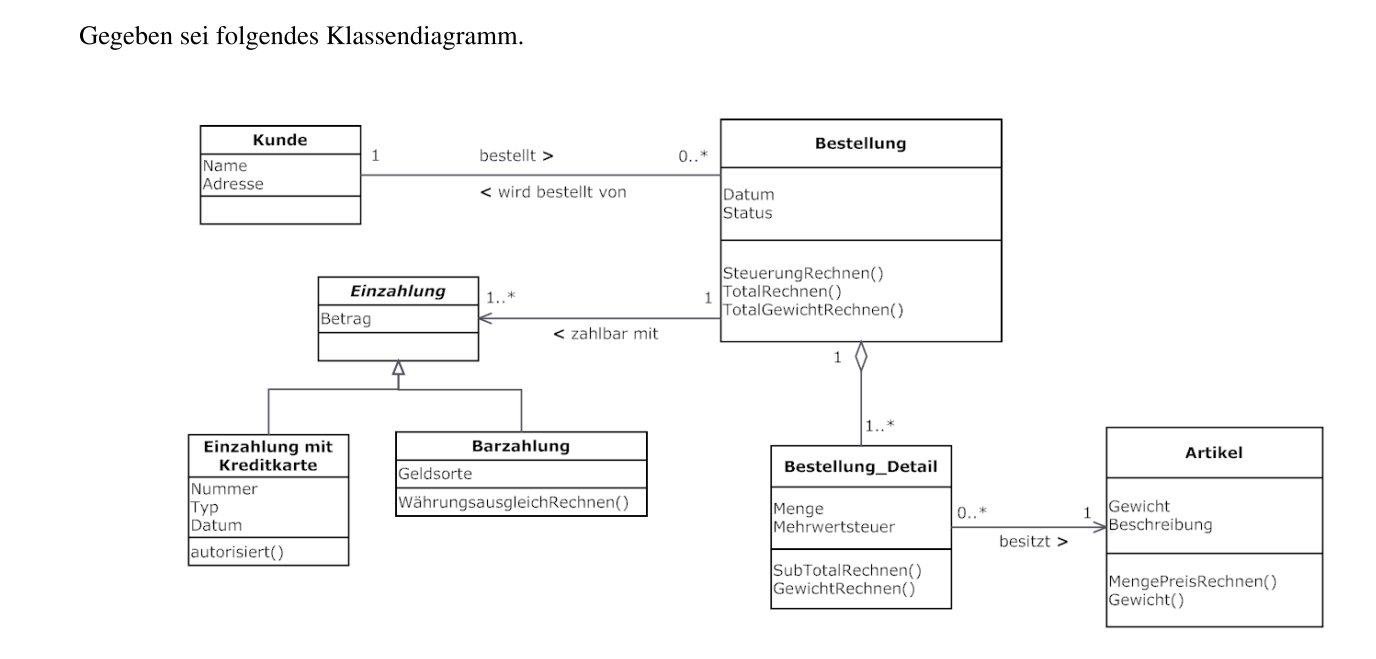 Gegeben sei folgendes Klassendiagramm.
Kunde
Name
Adresse
1
bestellt >
0..*
< wird bestellt von
Bestellung
Datum
Status
SteuerungRechnen()
TotalRechnen()
TotalGewichtRechnen()
Einzahlung
Betrag
1..*
1
< zahlbar mit
1
1..*
Einzahlung mit
Kreditkarte
Nummer
Typ
Datum
autorisiert()
Barzahlung
Geldsorte
WährungsausgleichRechnen()
Bestellung_Detail
Menge
Mehrwertsteuer
SubTotalRechnen()
GewichtRechnen()
0..*
1
besitzt >
Artikel
Gewicht
Beschreibung
MengePreisRechnen()
Gewicht()